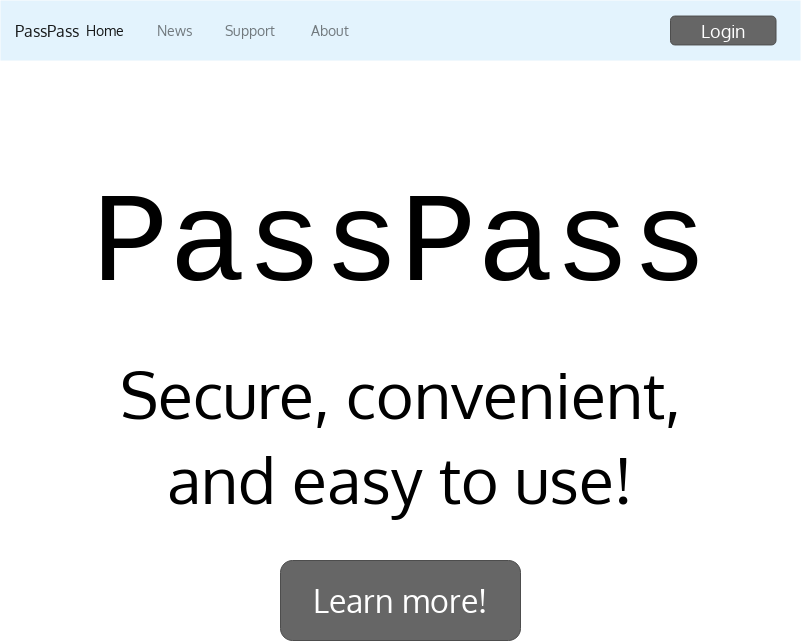 PassPass Home News Support About Login
PassPass
Secure, convenient,
and easy to use!
Learn more!